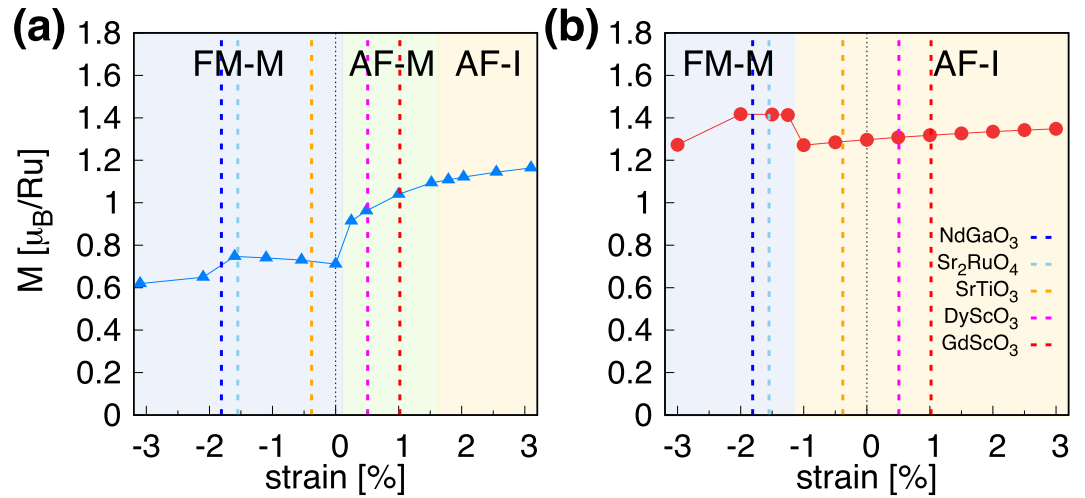 (a)
M [μB/Ru]
1.8
1.6
1.4
1.2
1
0.8
0.6
0.4
0.2
0
FM-M
AF-M
AF-I
-3 -2 -1 0 1 2 3
strain [%]
(b)
1.8
1.6
1.4
1.2
1
0.8
0.6
0.4
0.2
0
FM-M
AF-I
NdGaO3
Sr2RuO4
SrTiO3
DyScO3
GdScO3
-3 -2 -1 0 1 2 3
strain [%]